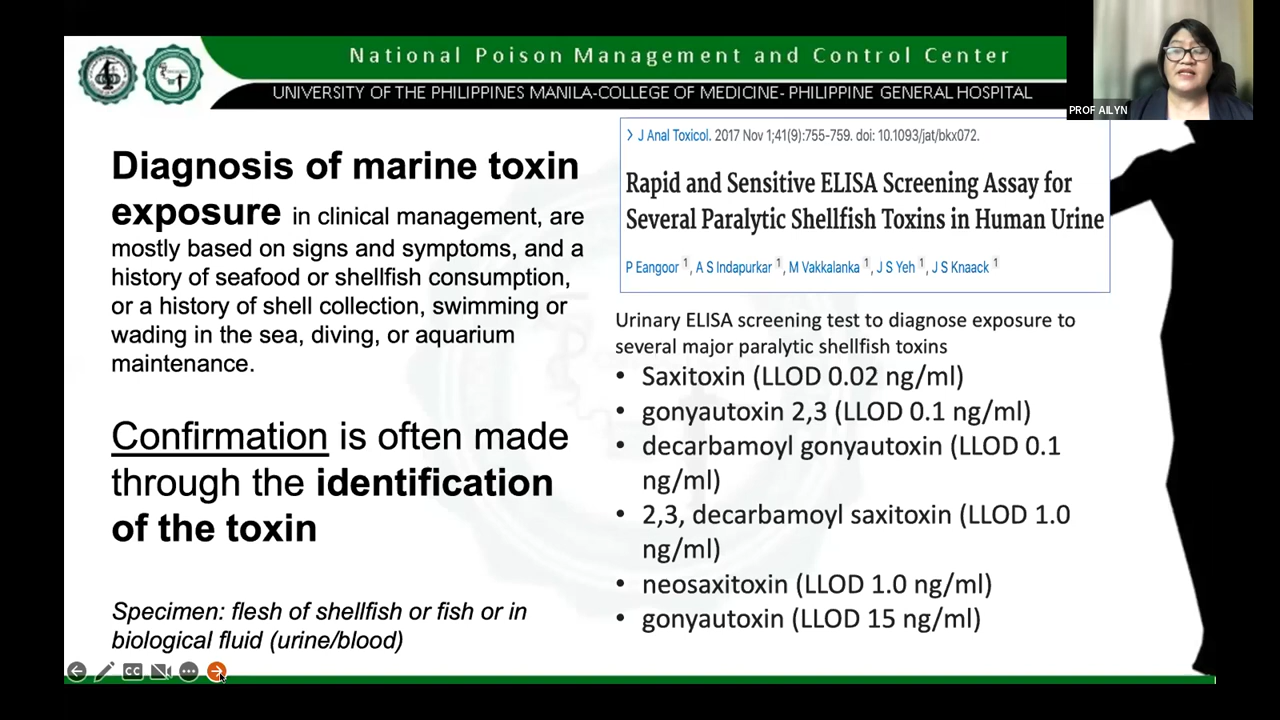 National Poison Management and Control Center
UNIVERSITY OF THE PHILIPPINES MANILA-COLLEGE OF MEDICINE- PHILIPPINE GENERAL HOSPITAL
PROF AILYN
Diagnosis of marine toxin
exposure in clinical management, are
mostly based on signs and symptoms, and a
history of seafood or shellfish consumption,
or a history of shell collection, swimming or
wading in the sea, diving, or aquarium
maintenance.
Confirmation is often made
through the identification
of the toxin
Specimen: flesh of shellfish or fish or in
biological fluid (urine/blood)
> J Anal Toxicol. 2017 Nov 1;41(9):755-759. doi: 10.1093/jat/bkx072.
Rapid and Sensitive ELISA Screening Assay for
Several Paralytic Shellfish Toxins in Human Urine
P Eangoor 1, A S Indapurkar 1, M Vakkalanka 1, J S Yeh 1, J S Knaack 1
Urinary ELISA screening test to diagnose exposure to
several major paralytic shellfish toxins
• Saxitoxin (LLOD 0.02 ng/ml)
• gonyautoxin 2,3 (LLOD 0.1 ng/ml)
• decarbamoyl gonyautoxin (LLOD 0.1
ng/ml)
• 2,3, decarbamoyl saxitoxin (LLOD 1.0
ng/ml)
• neosaxitoxin (LLOD 1.0 ng/ml)
• gonyautoxin (LLOD 15 ng/ml)
CC